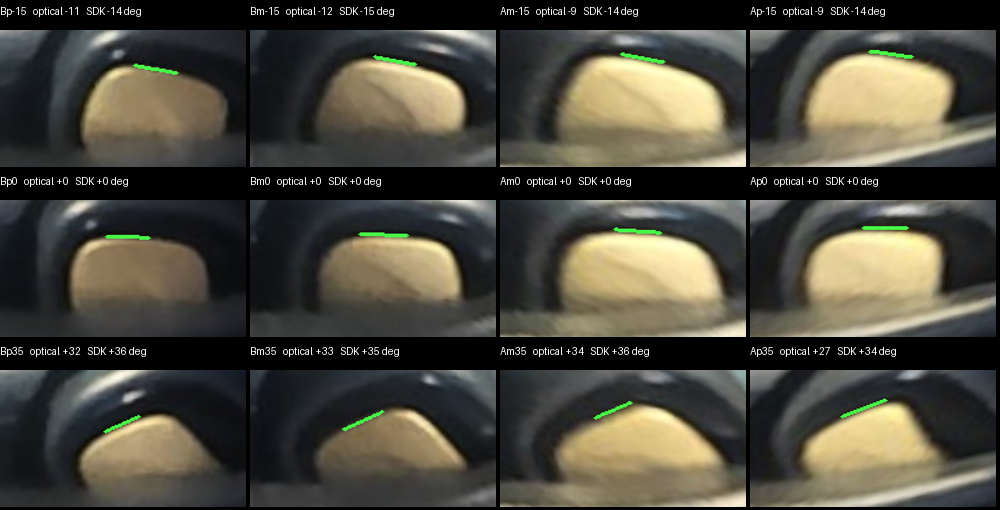 Bp-15 optical -11 SDK -14 deg
Bm-15 optical -12 SDK -15 deg
Am-15 optical -9 SDK -14 deg
Ap-15 optical -9 SDK -14 deg
Bp0 optical +0 SDK +0 deg
Bm0 optical +0 SDK +0 deg
Am0 optical +0 SDK +0 deg
Ap0 optical +0 SDK +0 deg
Bp35 optical +32 SDK +36 deg
Bm35 optical +33 SDK +35 deg
Am35 optical +34 SDK +36 deg
Ap35 optical +27 SDK +34 deg